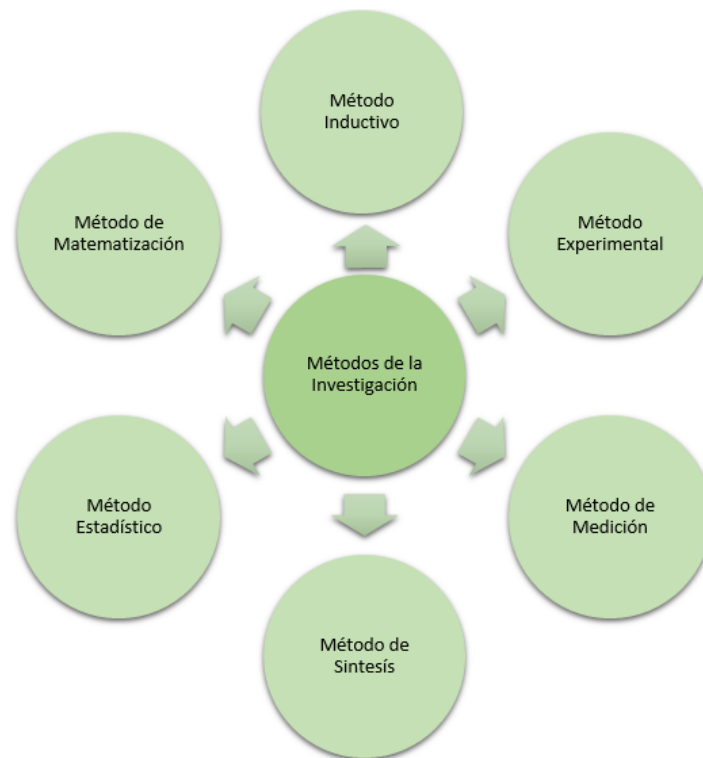 Método
Inductivo
Método de
Matematización
Método
Experimental
Métodos de la
Investigación
Método
Estadístico
Método de
Medición
Método de
Sintesís